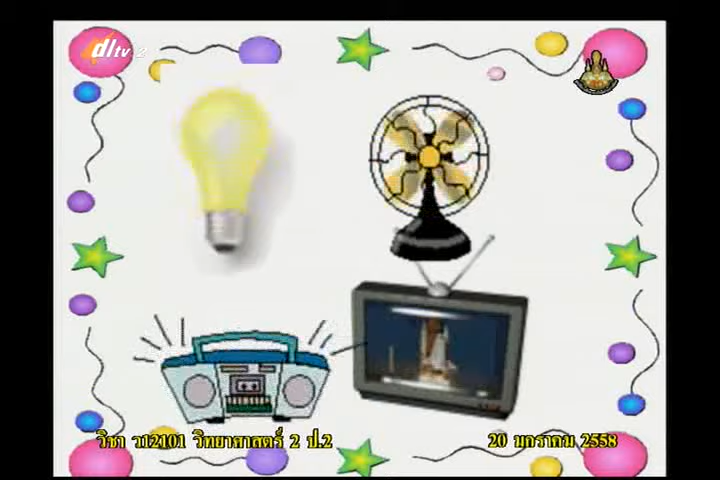 dltv 2
วิชา ว12101 วิทยาศาสตร์ 2 ป.2
20 มกราคม 2558